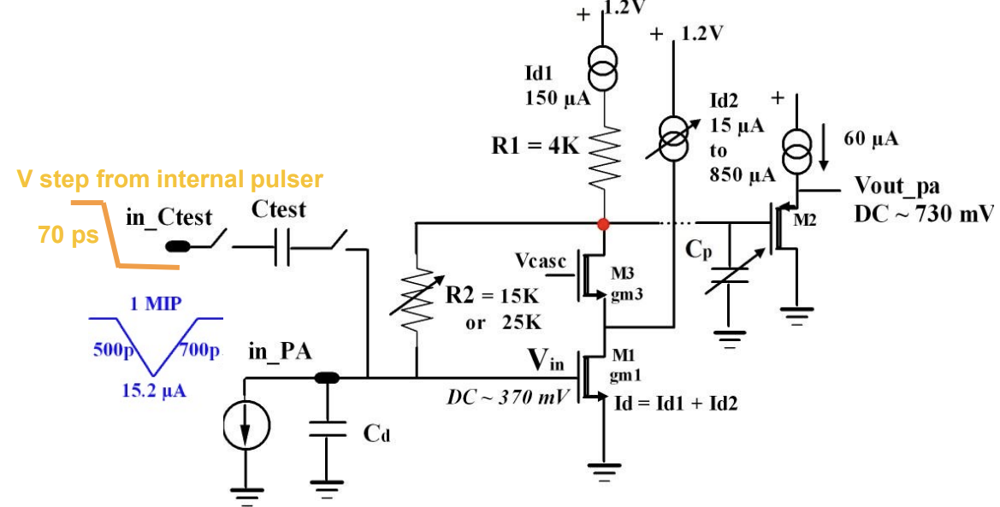 + 1.2V
+ 1.2V
Id1
150 µA
R1 = 4K
Id2
15 µA
to
850 µA
+
60 µA
Vout_pa
DC ~ 730 mV
M2
V step from internal pulser
70 ps
in_Ctest
Ctest
Vcasc
M3
gm3
Cp
R2 = 15K
or 25K
1 MIP
500p
700p
15.2 µA
in_PA
Vin
DC ~ 370 mV
M1
gm1
Id = Id1 + Id2
Cd